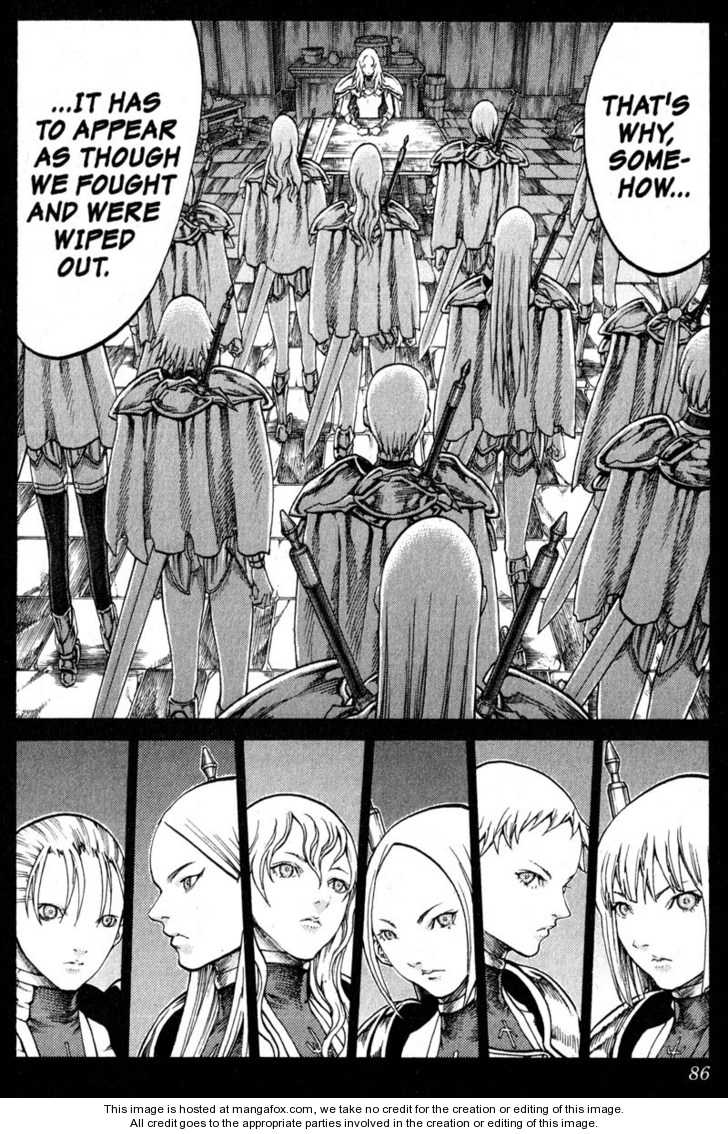 THAT'S
WHY,
SOME-
HOW...
...IT HAS
TO APPEAR
AS THOUGH
WE FOUGHT
AND WERE
WIPED
OUT.
86
This image is hosted at mangafox.com, we take no credit for the creation or editing of this image.
All credit goes to the appropriate parties involved in the creation or editing of this image.